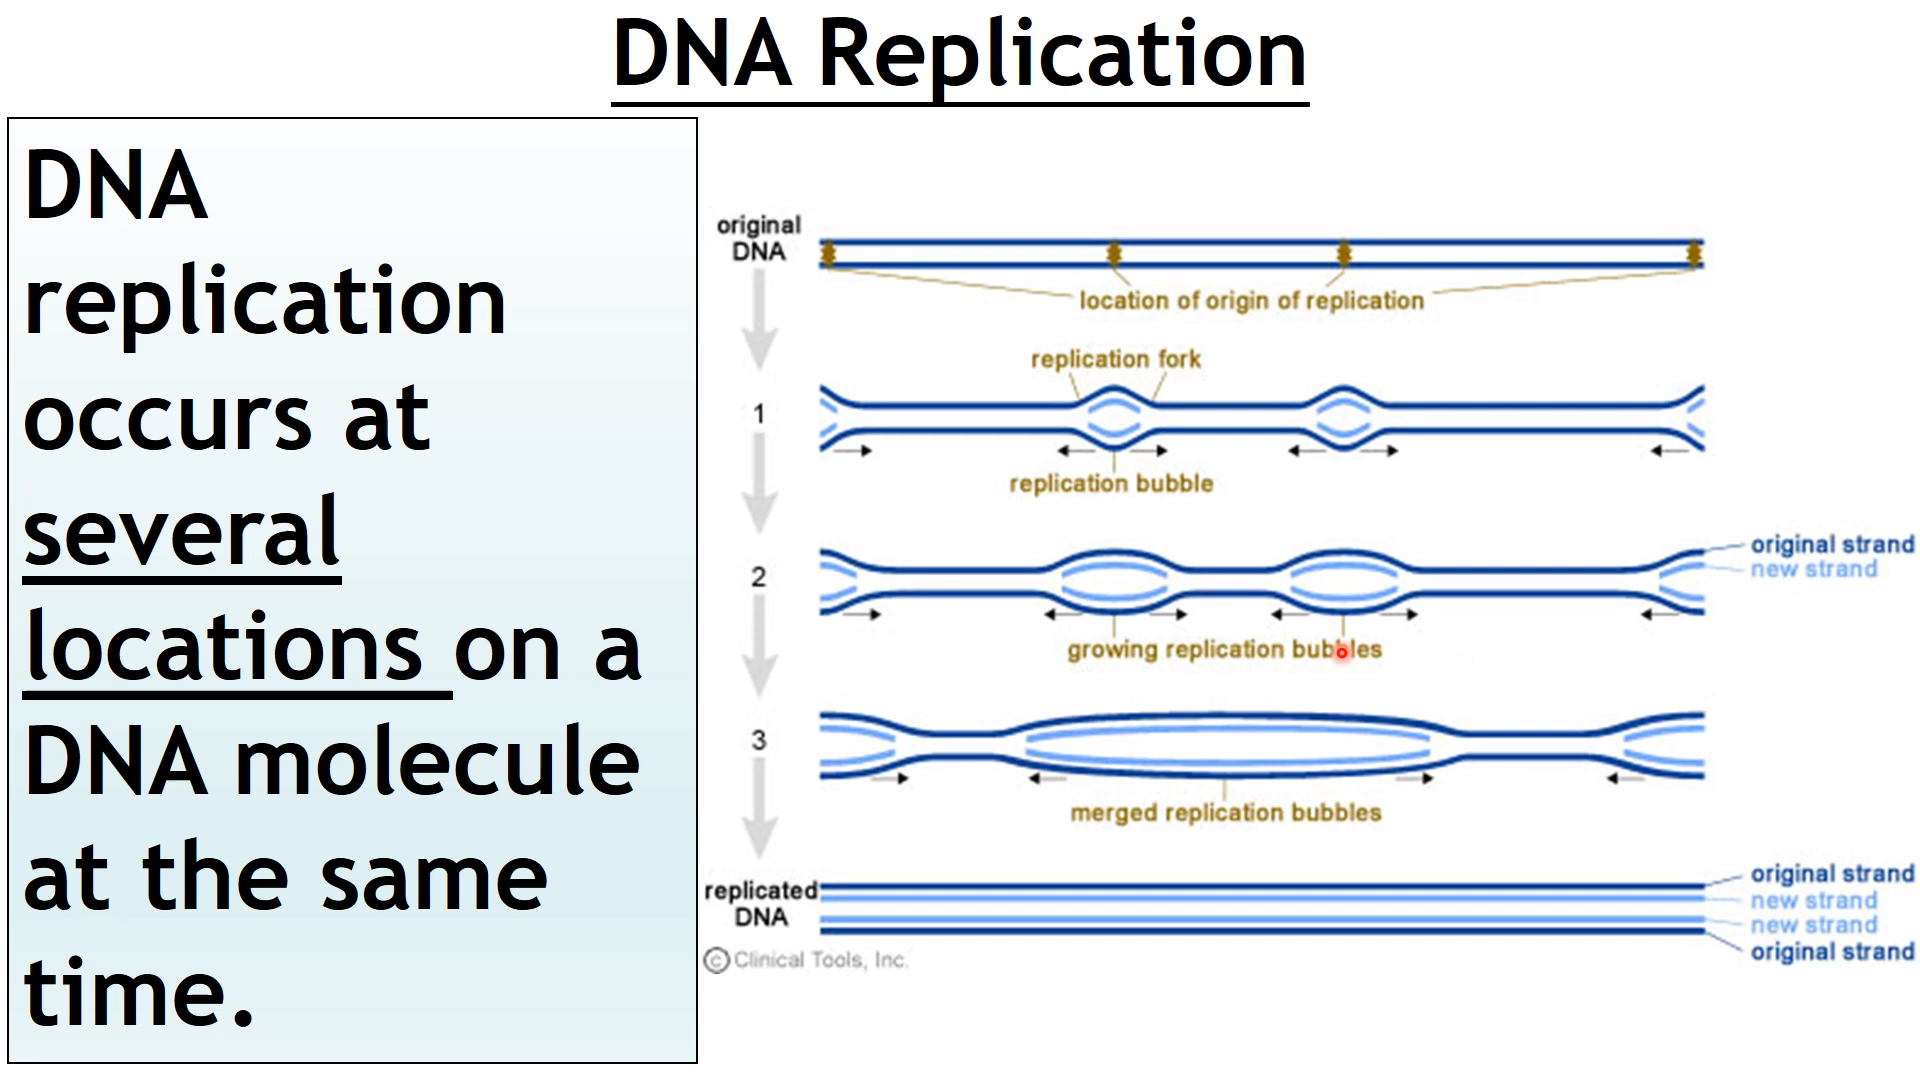 DNA Replication
DNA
replication
occurs at
several
locations on a
DNA molecule
at the same
time.
original
DNA
location of origin of replication
replication fork
1
replication bubble
2
original strand
new strand
growing replication bubbles
3
merged replication bubbles
replicated
DNA
original strand
new strand
new strand
original strand
© Clinical Tools, Inc.